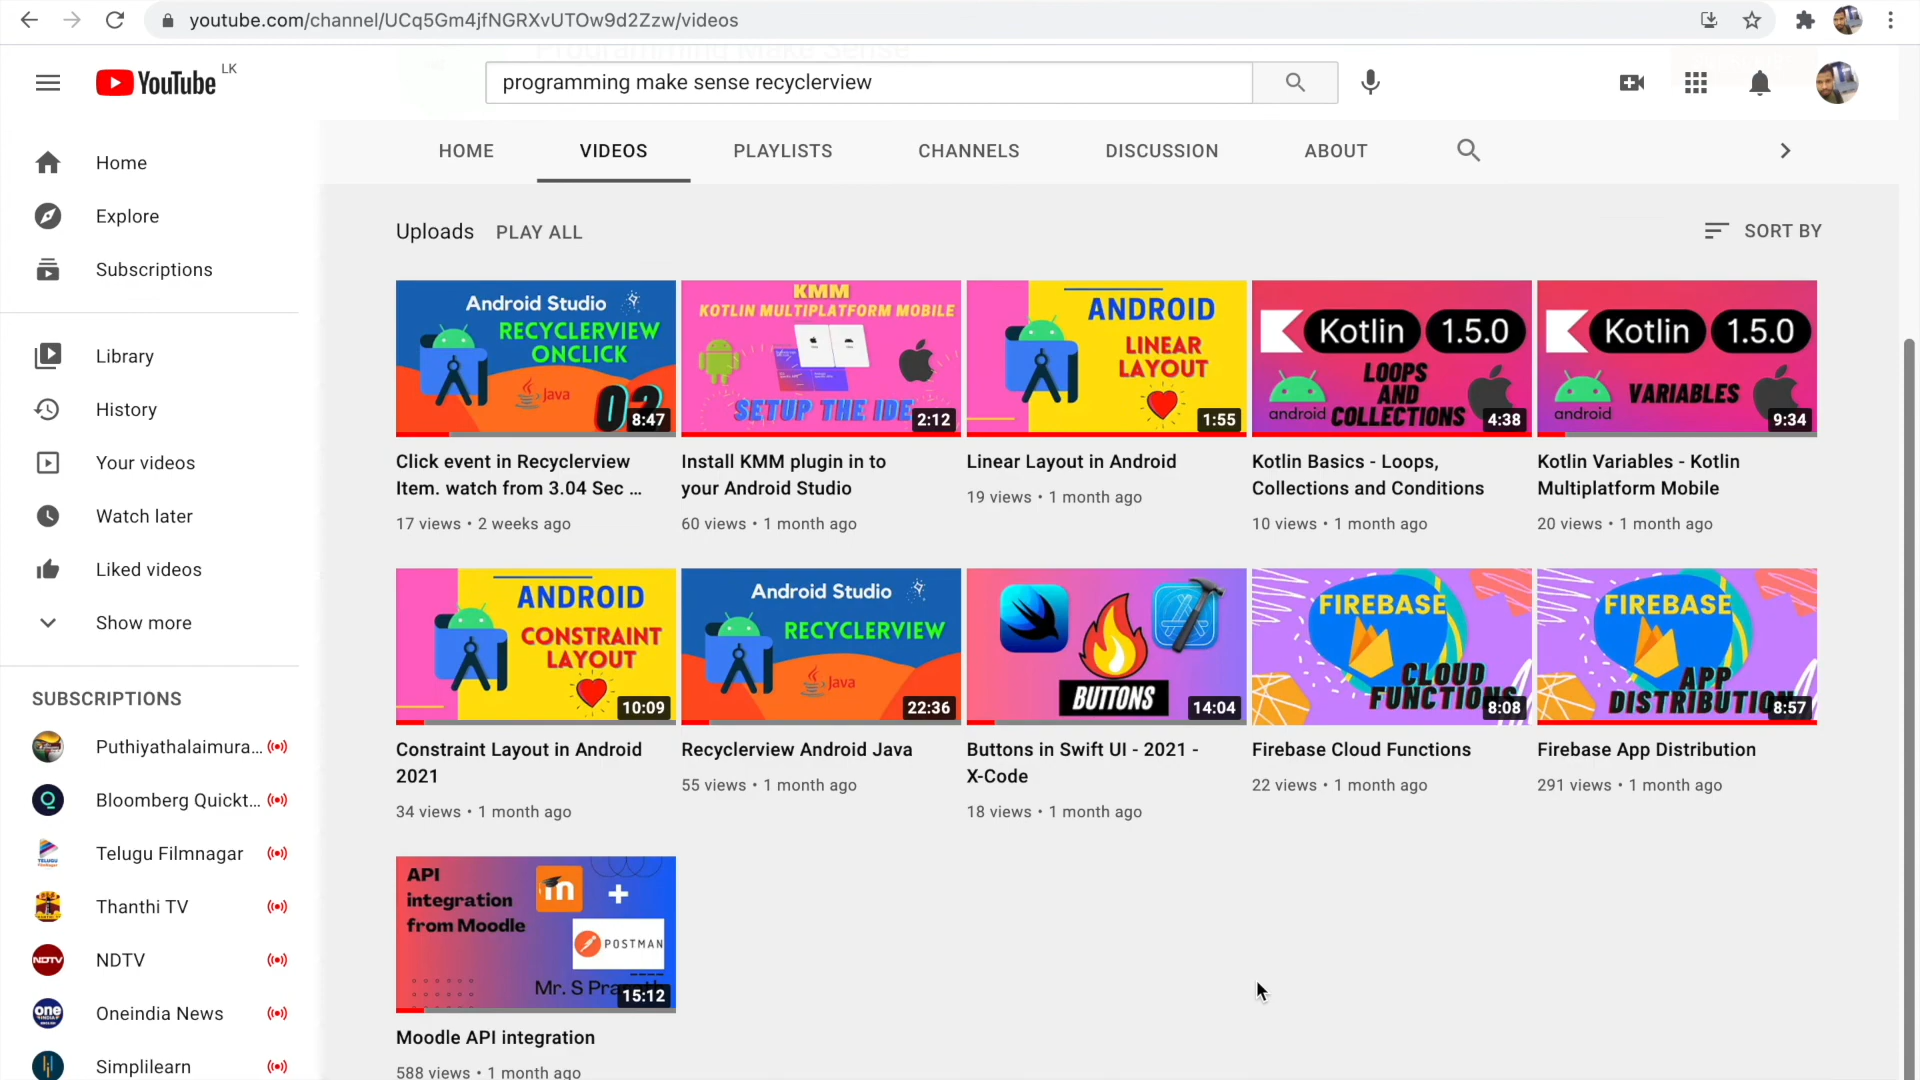 youtube.com/channel/UCq5Gm4jfNGRXvUTOw9d2Zzw/videos
Programming Make Sense
YouTube LK
programming make sense recyclerview
HOME VIDEOS PLAYLISTS CHANNELS DISCUSSION ABOUT
Home
Explore
Subscriptions
Library
History
Your videos
Watch later
Liked videos
Show more
SUBSCRIPTIONS
Puthiyathalaimura...
Bloomberg Quickt...
Telugu Filmnagar
Thanthi TV
NDTV
NDTV
one
Oneindia News
Simplilearn
Uploads PLAY ALL SORT BY
Android Studio
RECYCLERVIEW
ONCLICK
Java
03
8:47
Click event in Recyclerview
Item. watch from 3.04 Sec ...
17 views • 2 weeks ago
KMM
KOTLIN MULTIPLATFORM MOBILE
SETUP THE IDE
2:12
Install KMM plugin in to
your Android Studio
60 views • 1 month ago
ANDROID
LINEAR
LAYOUT
1:55
Linear Layout in Android
19 views • 1 month ago
Kotlin 1.5.0
LOOPS
AND
COLLECTIONS
android
4:38
Kotlin Basics - Loops,
Collections and Conditions
10 views • 1 month ago
Kotlin 1.5.0
VARIABLES
android
9:34
Kotlin Variables - Kotlin
Multiplatform Mobile
20 views • 1 month ago
ANDROID
CONSTRAINT
LAYOUT
10:09
Constraint Layout in Android
2021
34 views • 1 month ago
Android Studio
RECYCLERVIEW
Java
22:36
Recyclerview Android Java
55 views • 1 month ago
BUTTONS
14:04
Buttons in Swift UI - 2021 -
X-Code
18 views • 1 month ago
FIREBASE
CLOUD
FUNCTIONS
8:08
Firebase Cloud Functions
22 views • 1 month ago
FIREBASE
APP
DISTRIBUTION
8:57
Firebase App Distribution
291 views • 1 month ago
API
integration
from Moodle
m
+
POSTMAN
Mr. S
15:12
Moodle API integration
588 views • 1 month ago